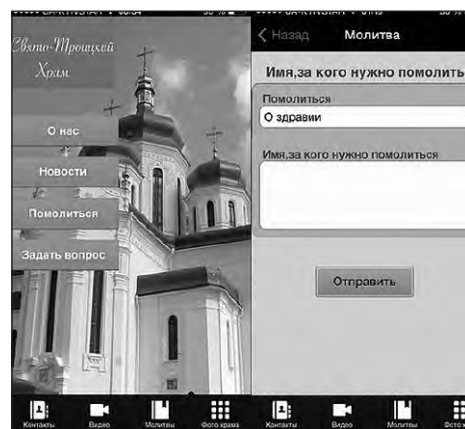 Свято-Троицкий
Храм
О нас
Новости
Помолиться
Задать вопрос
Контакты
Видео
Молитвы
Фото храма
Назад
Молитва
Имя,за кого нужно помолить
Помолиться
О здравии
Имя,за кого нужно помолиться
Отправить
Контакты
Видео
Молитвы